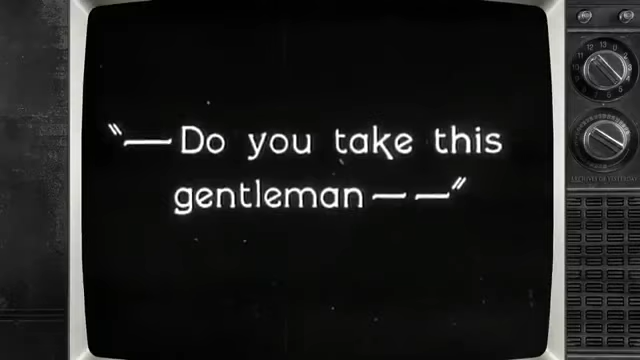 "—Do you take this
gentleman— —"